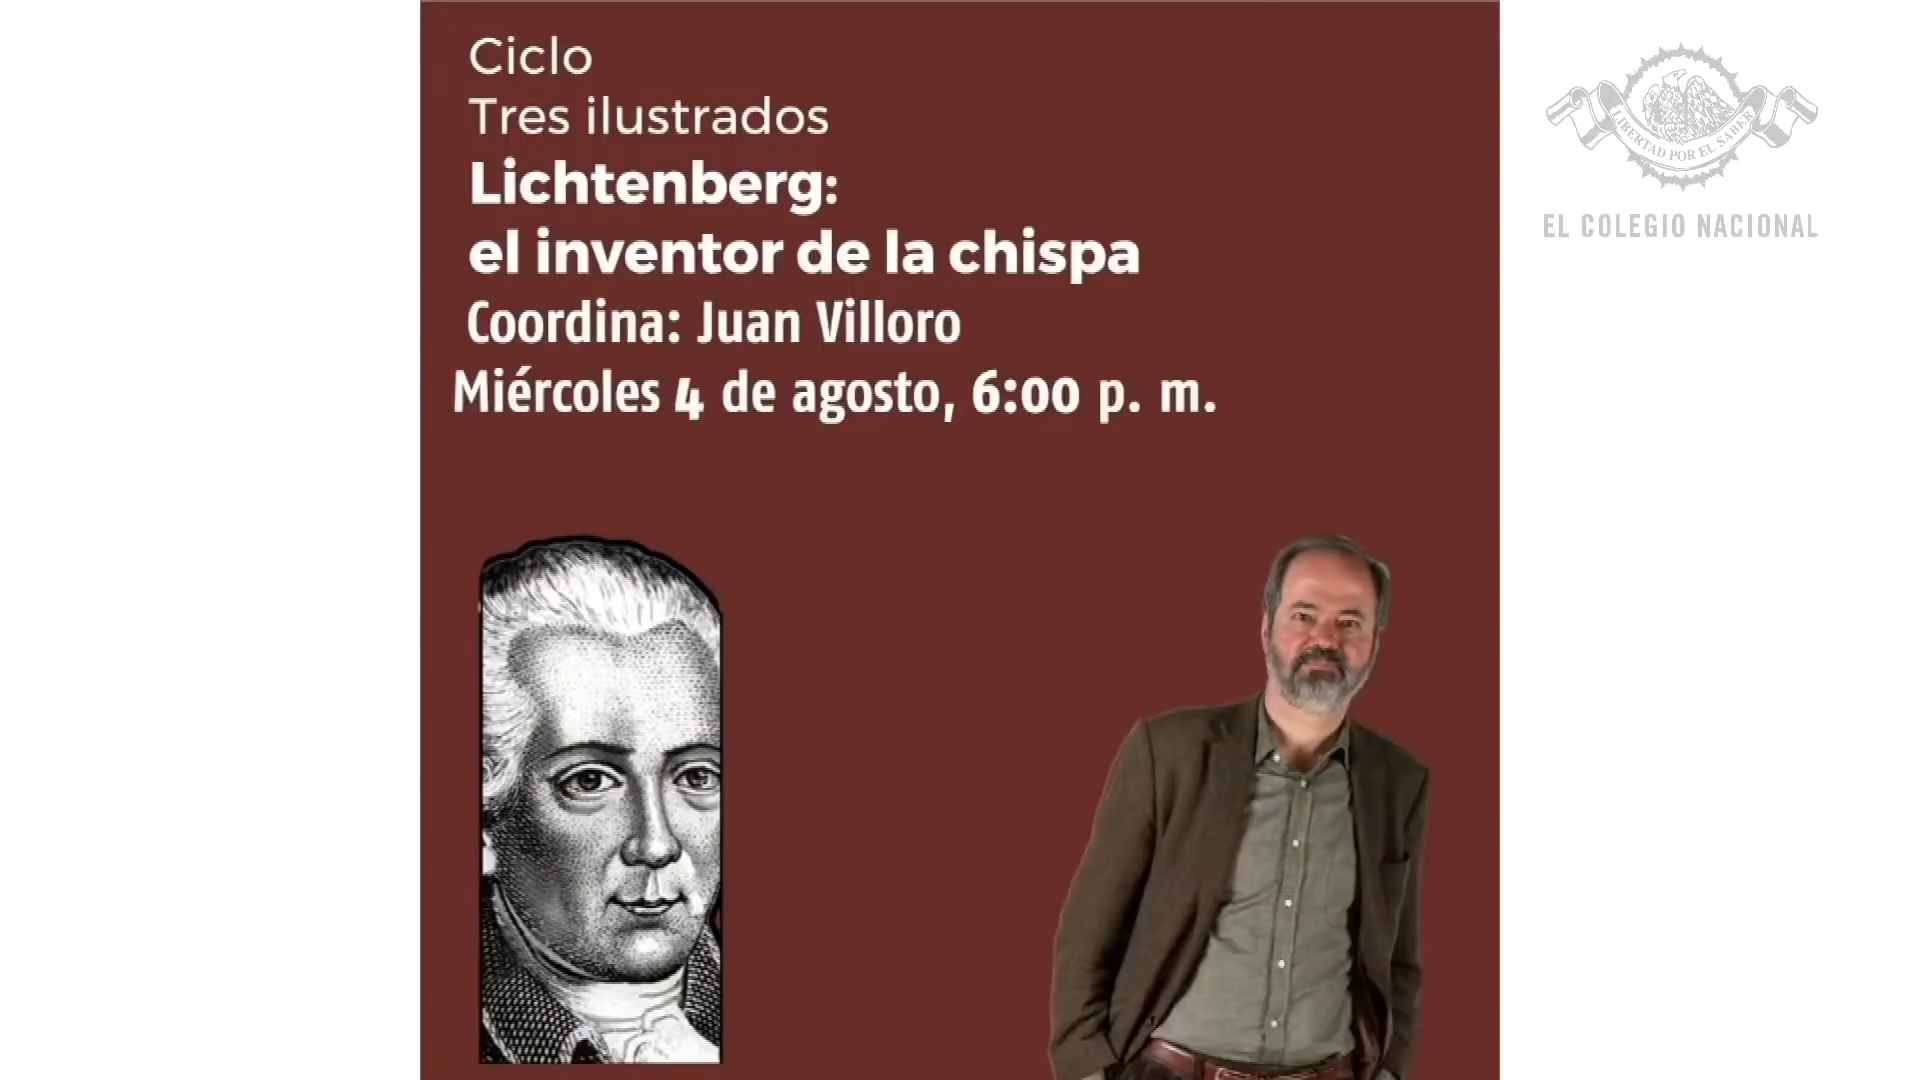 Ciclo
Tres ilustrados
Lichtenberg:
el inventor de la chispa
Coordina: Juan Villoro
Miércoles 4 de agosto, 6:00 p. m.
LIBERTAD POR EL SABER
EL COLEGIO NACIONAL